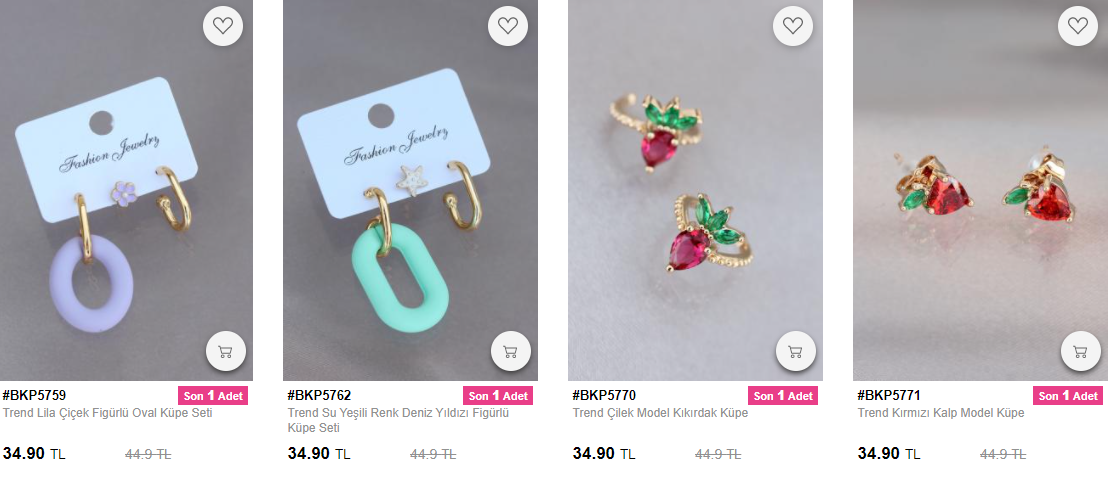 Fashion Jewelry
Fashion Jewelry
#BKP5759
Son 1 Adet
Trend Lila Çiçek Figürlü Oval Küpe Seti
34.90 TL
44.9 TL
#BKP5762
Son 1 Adet
Trend Su Yeşili Renk Deniz Yıldızı Figürlü
Küpe Seti
34.90 TL
44.9 TL
#BKP5770
Son 1 Adet
Trend Çilek Model Kıkırdak Küpe
34.90 TL
44.9 TL
#BKP5771
Son 1 Adet
Trend Kırmızı Kalp Model Küpe
34.90 TL
44.9 TL